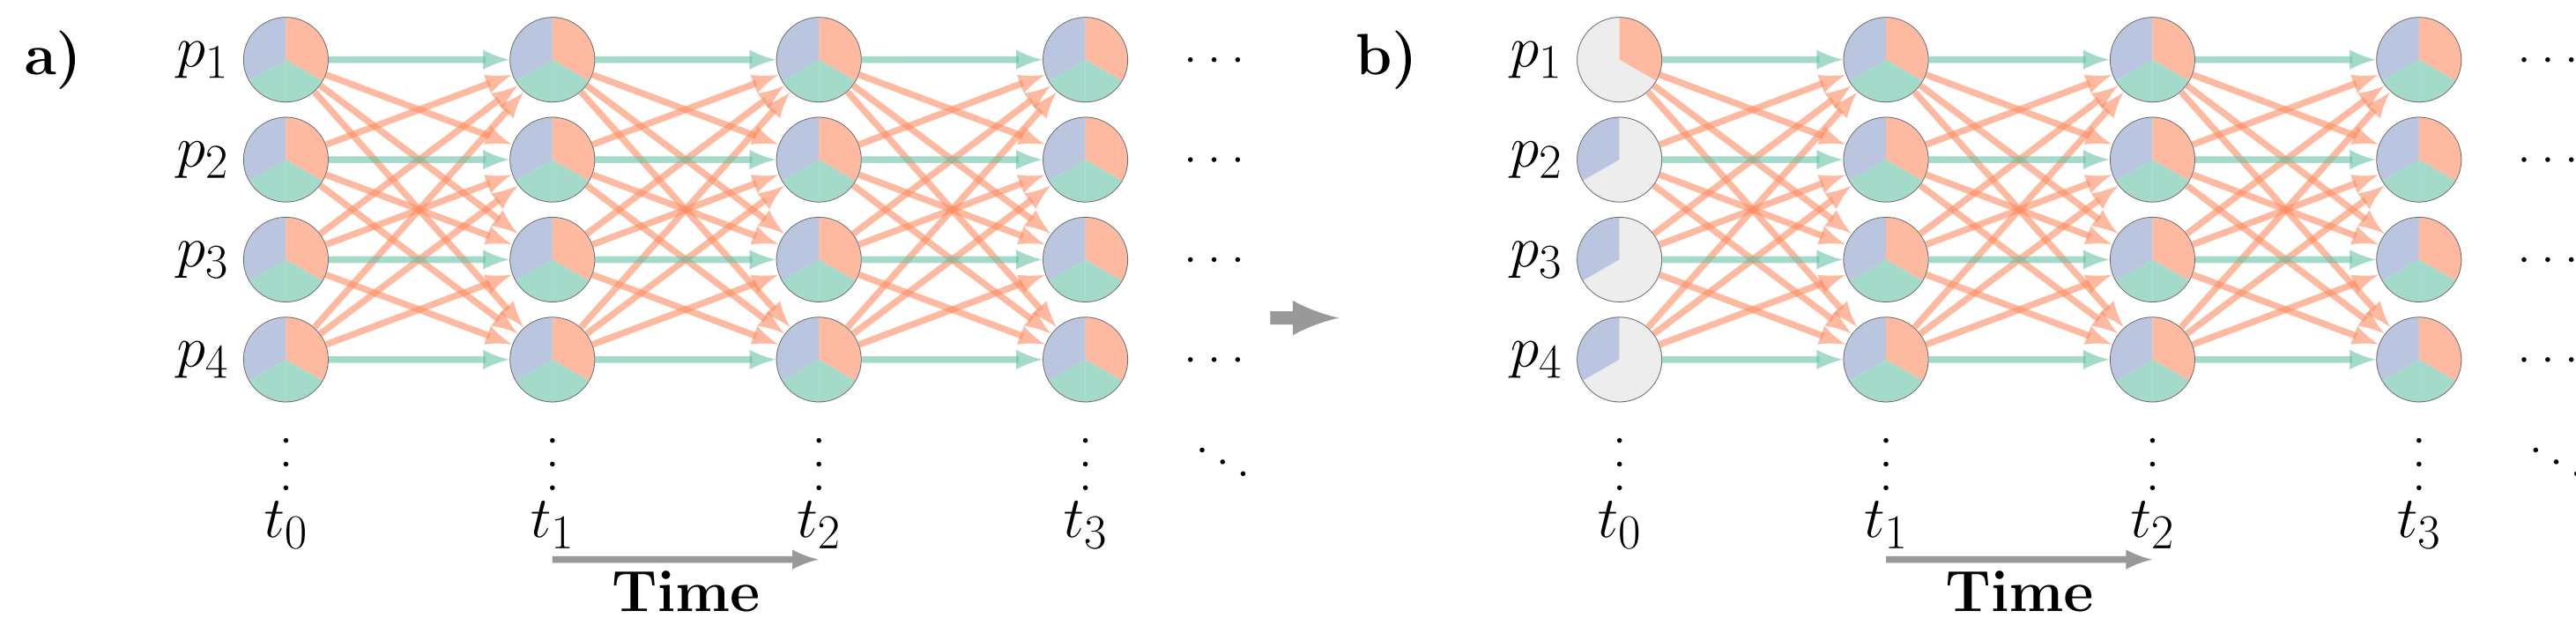 a)
p₁
p₂
p₃
p₄
t₀ t₁ t₂ t₃
Time
b)
p₁
p₂
p₃
p₄
t₀ t₁ t₂ t₃
Time